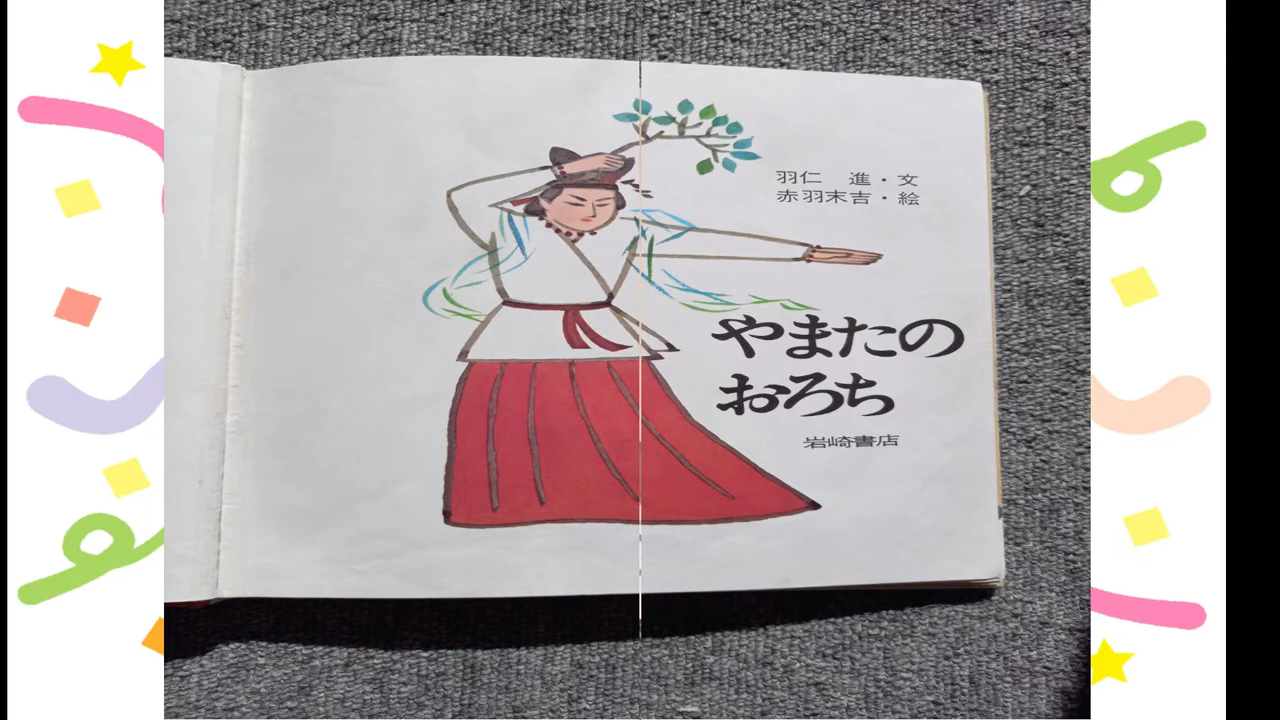 羽仁　進・文
赤羽末吉・絵
やまたの
おろち
岩崎書店